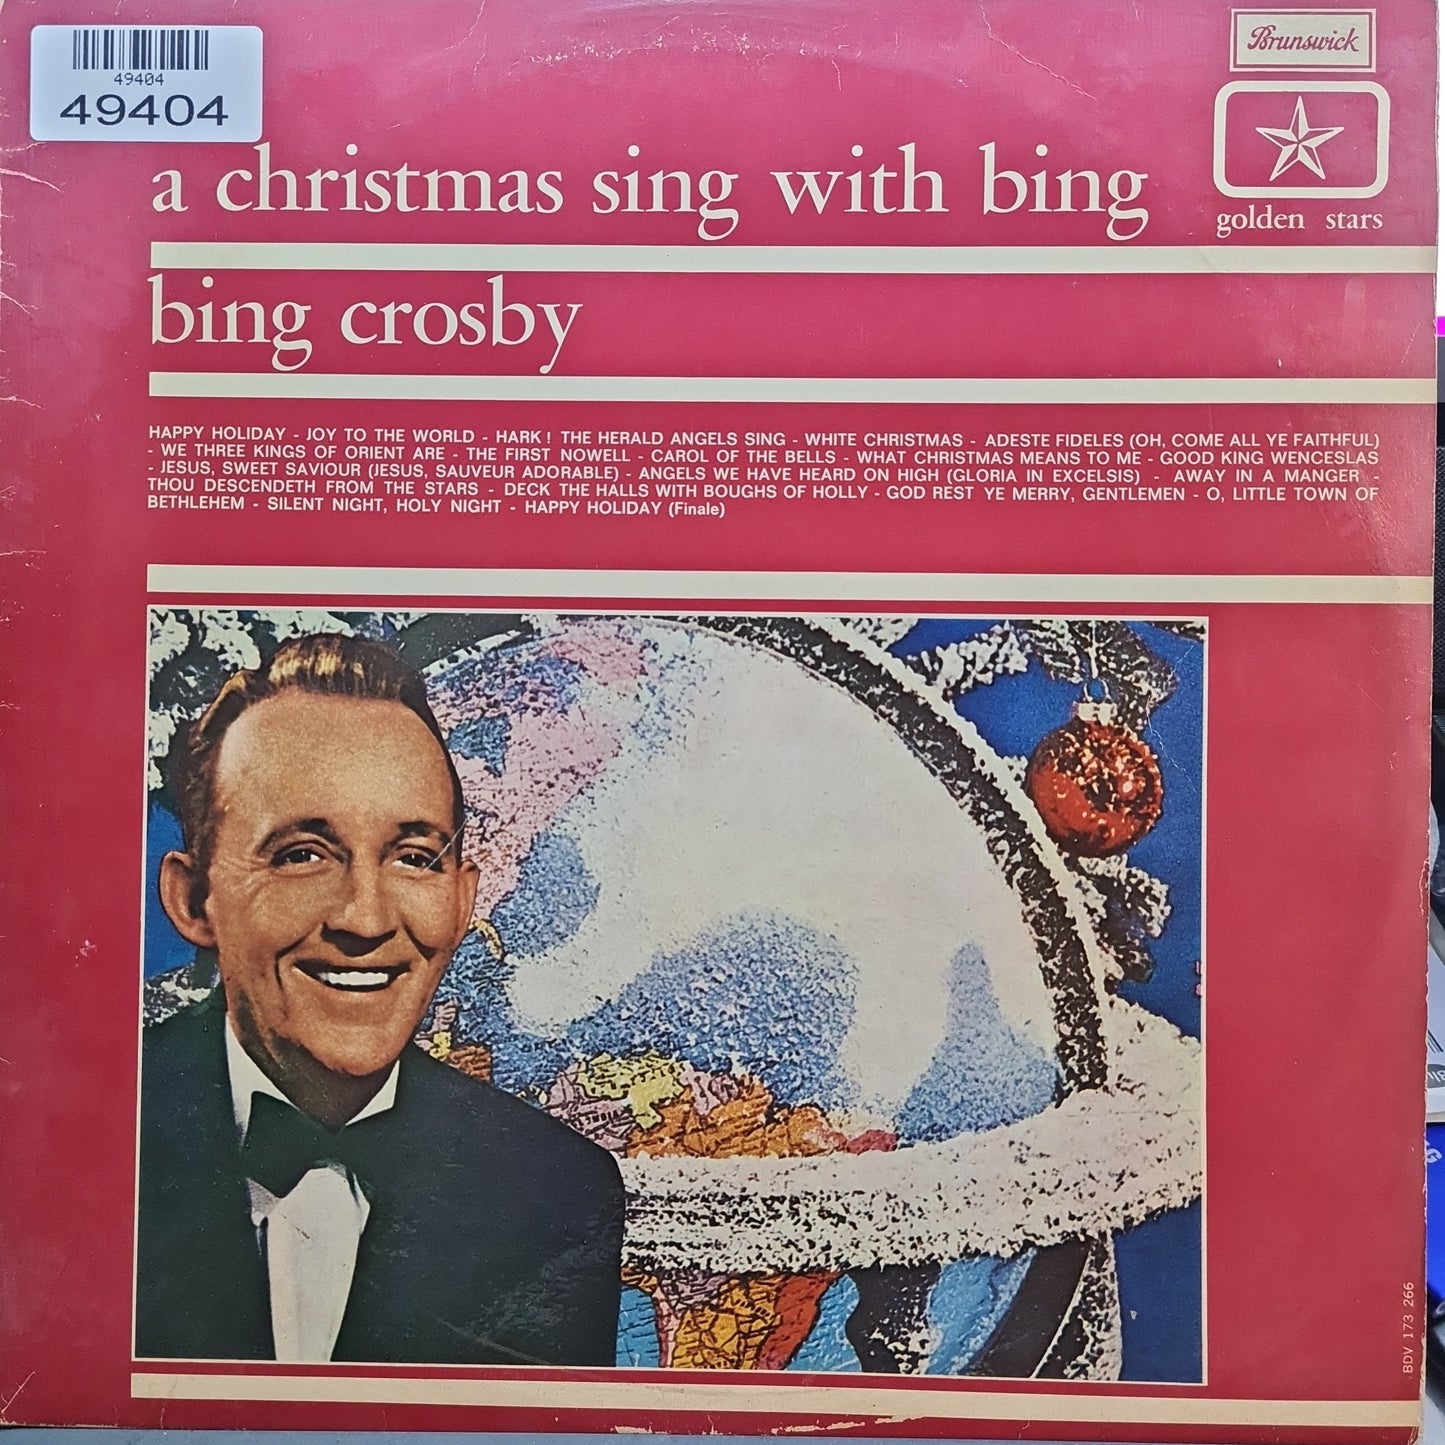 49404
49404
Brunswick
a christmas sing with bing
golden stars
bing crosby
HAPPY HOLIDAY - JOY TO THE WORLD - HARK ! THE HERALD ANGELS SING - WHITE CHRISTMAS - ADESTE FIDELES (OH, COME ALL YE FAITHFUL)
- WE THREE KINGS OF ORIENT ARE - THE FIRST NOWELL - CAROL OF THE BELLS - WHAT CHRISTMAS MEANS TO ME - GOOD KING WENCESLAS
- JESUS, SWEET SAVIOUR (JESUS, SAUVEUR ADORABLE) - ANGELS WE HAVE HEARD ON HIGH (GLORIA IN EXCELSIS) - AWAY IN A MANGER -
THOU DESCENDETH FROM THE STARS - DECK THE HALLS WITH BOUGHS OF HOLLY - GOD REST YE MERRY, GENTLEMEN - O, LITTLE TOWN OF
BETHLEHEM - SILENT NIGHT, HOLY NIGHT - HAPPY HOLIDAY (Finale)
INDIA
BDV 173 266